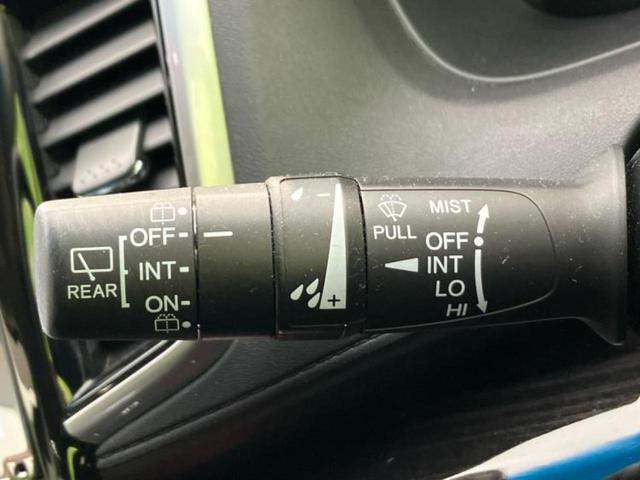 OFF
INT
ON
REAR
-
+
PULL
MIST
OFF
INT
LO
HI